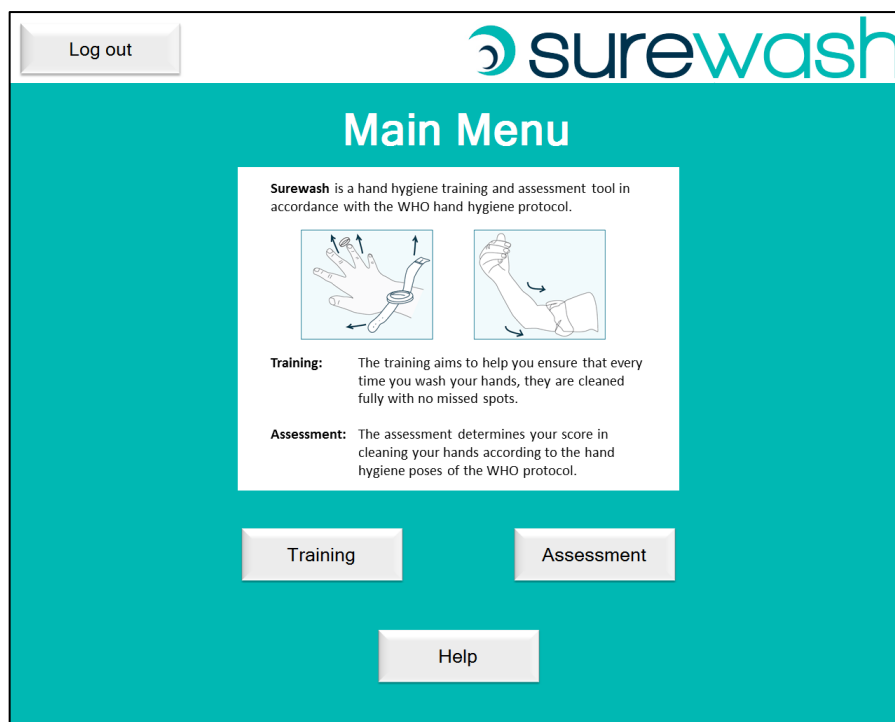 Log out
surewash
Main Menu
Surewash is a hand hygiene training and assessment tool in
accordance with the WHO hand hygiene protocol.
Training: The training aims to help you ensure that every
time you wash your hands, they are cleaned
fully with no missed spots.
Assessment: The assessment determines your score in
cleaning your hands according to the hand
hygiene poses of the WHO protocol.
Training
Assessment
Help